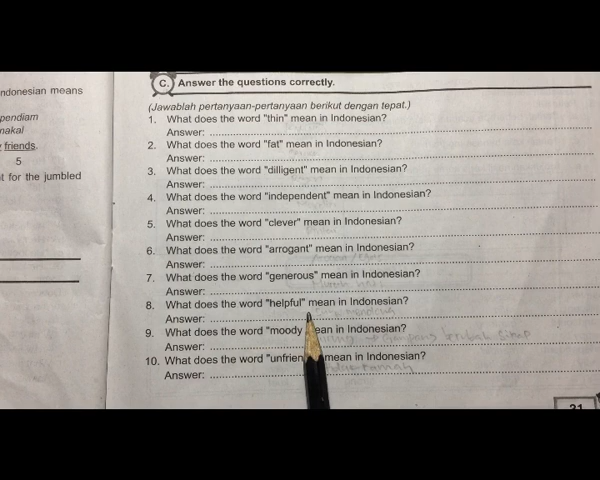 C. Answer the questions correctly.
ndonesian means
(Jawablah pertanyaan-pertanyaan berikut dengan tepat.)
pendiam
nakal
friends.
5
t for the jumbled
1. What does the word "thin" mean in Indonesian?
Answer:
2. What does the word "fat" mean in Indonesian?
Answer:
3. What does the word "dilligent" mean in Indonesian?
Answer:
4. What does the word "independent" mean in Indonesian?
Answer:
5. What does the word "clever" mean in Indonesian?
Answer:
6. What does the word "arrogant" mean in Indonesian?
Answer:
7. What does the word "generous" mean in Indonesian?
Answer:
8. What does the word "helpful" mean in Indonesian?
Answer:
9. What does the word "moody ean in Indonesian?
Answer:
10. What does the word "unfrien mean in Indonesian?
Answer: